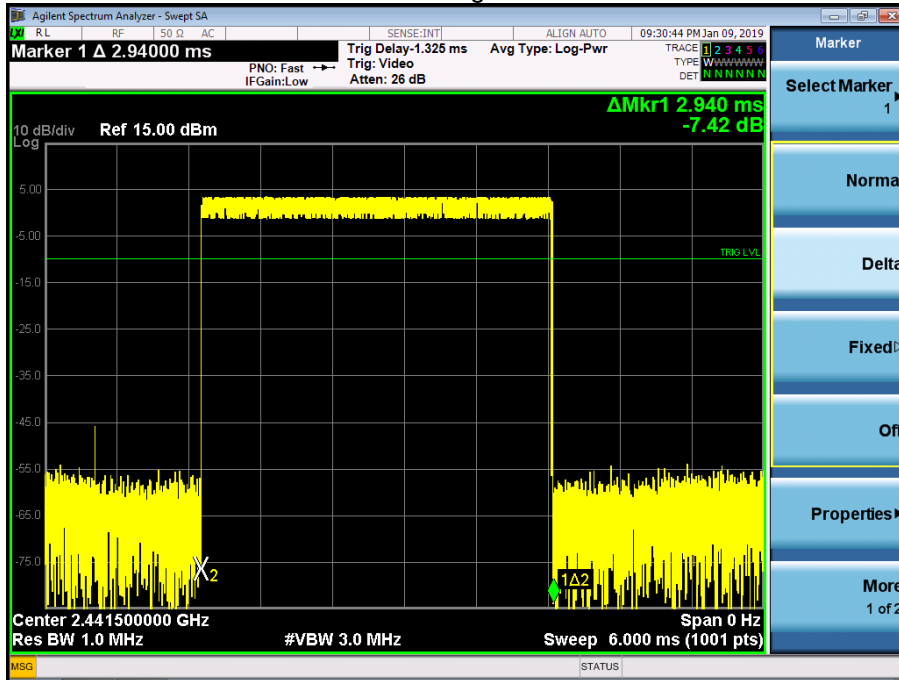 Agilent Spectrum Analyzer - Swept SA
LXI RL RF 50 Ω AC SENSE:INT ALIGN AUTO 09:30:44 PM Jan 09, 2019
Marker 1 Δ 2.94000 ms
PNO: Fast
IFGain:Low
Trig Delay-1.325 ms
Trig: Video
Atten: 26 dB
Avg Type: Log-Pwr
TRACE 1 2 3 4 5 6
TYPE WWWWWW
DET N N N N N N
ΔMkr1 2.940 ms
-7.42 dB
10 dB/div Ref 15.00 dBm
Log
5.00
-5.00
TRIG LVL
-15.0
-25.0
-35.0
-45.0
-55.0
-65.0
-75.0
X2
1Δ2
Center 2.441500000 GHz Span 0 Hz
Res BW 1.0 MHz #VBW 3.0 MHz Sweep 6.000 ms (1001 pts)
MSG STATUS
Marker
Select Marker
1
Norma
Delta
Fixed
Off
Properties
More
1 of 2